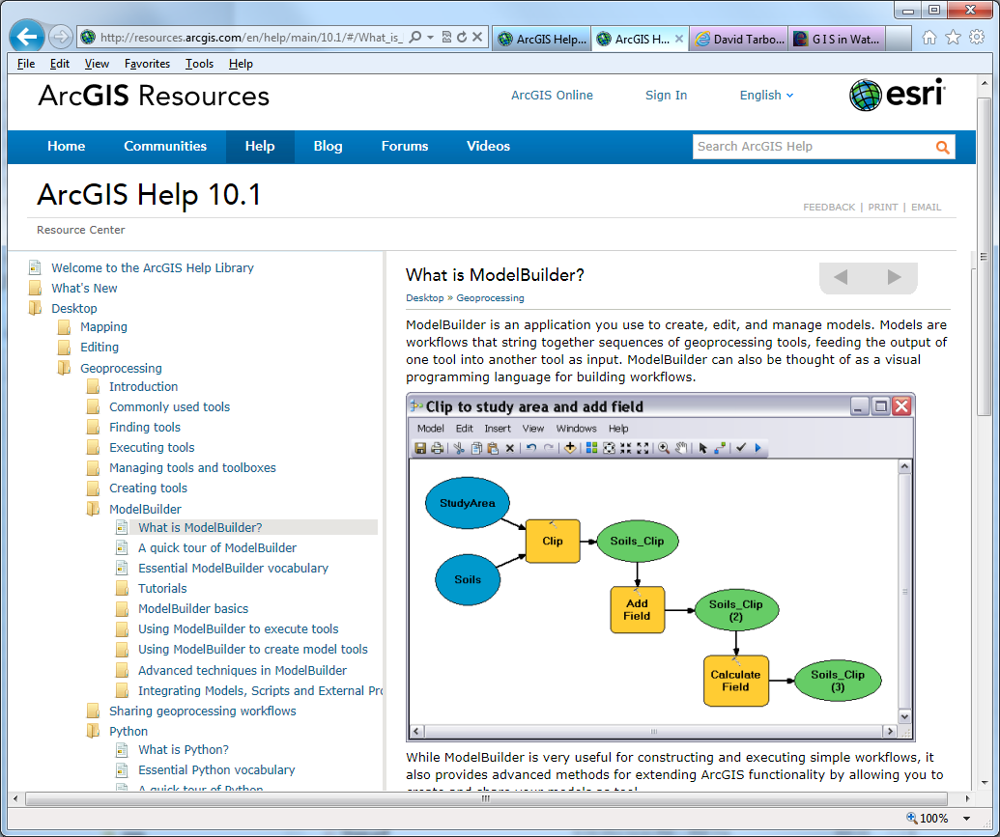 http://resources.arcgis.com/en/help/main/10.1/#/What_is_
ArcGIS Help...
ArcGIS H...
David Tarbo...
G I S in Wat...
File Edit View Favorites Tools Help
ArcGIS Resources
ArcGIS Online
Sign In
English
esri
Home Communities Help Blog Forums Videos
Search ArcGIS Help
ArcGIS Help 10.1
FEEDBACK | PRINT | EMAIL
Resource Center
Welcome to the ArcGIS Help Library
What's New
Desktop
Mapping
Editing
Geoprocessing
Introduction
Commonly used tools
Finding tools
Executing tools
Managing tools and toolboxes
Creating tools
ModelBuilder
What is ModelBuilder?
A quick tour of ModelBuilder
Essential ModelBuilder vocabulary
Tutorials
ModelBuilder basics
Using ModelBuilder to execute tools
Using ModelBuilder to create model tools
Advanced techniques in ModelBuilder
Integrating Models, Scripts and External Pro
Sharing geoprocessing workflows
Python
What is Python?
Essential Python vocabulary
A quick tour of Python
What is ModelBuilder?
Desktop » Geoprocessing
ModelBuilder is an application you use to create, edit, and manage models. Models are
workflows that string together sequences of geoprocessing tools, feeding the output of
one tool into another tool as input. ModelBuilder can also be thought of as a visual
programming language for building workflows.
Clip to study area and add field
Model Edit Insert View Windows Help
StudyArea
Soils
Clip
Soils_Clip
Add
Field
Soils_Clip
(2)
Calculate
Field
Soils_Clip
(3)
While ModelBuilder is very useful for constructing and executing simple workflows, it
also provides advanced methods for extending ArcGIS functionality by allowing you to
create and share your models as tool.
100%